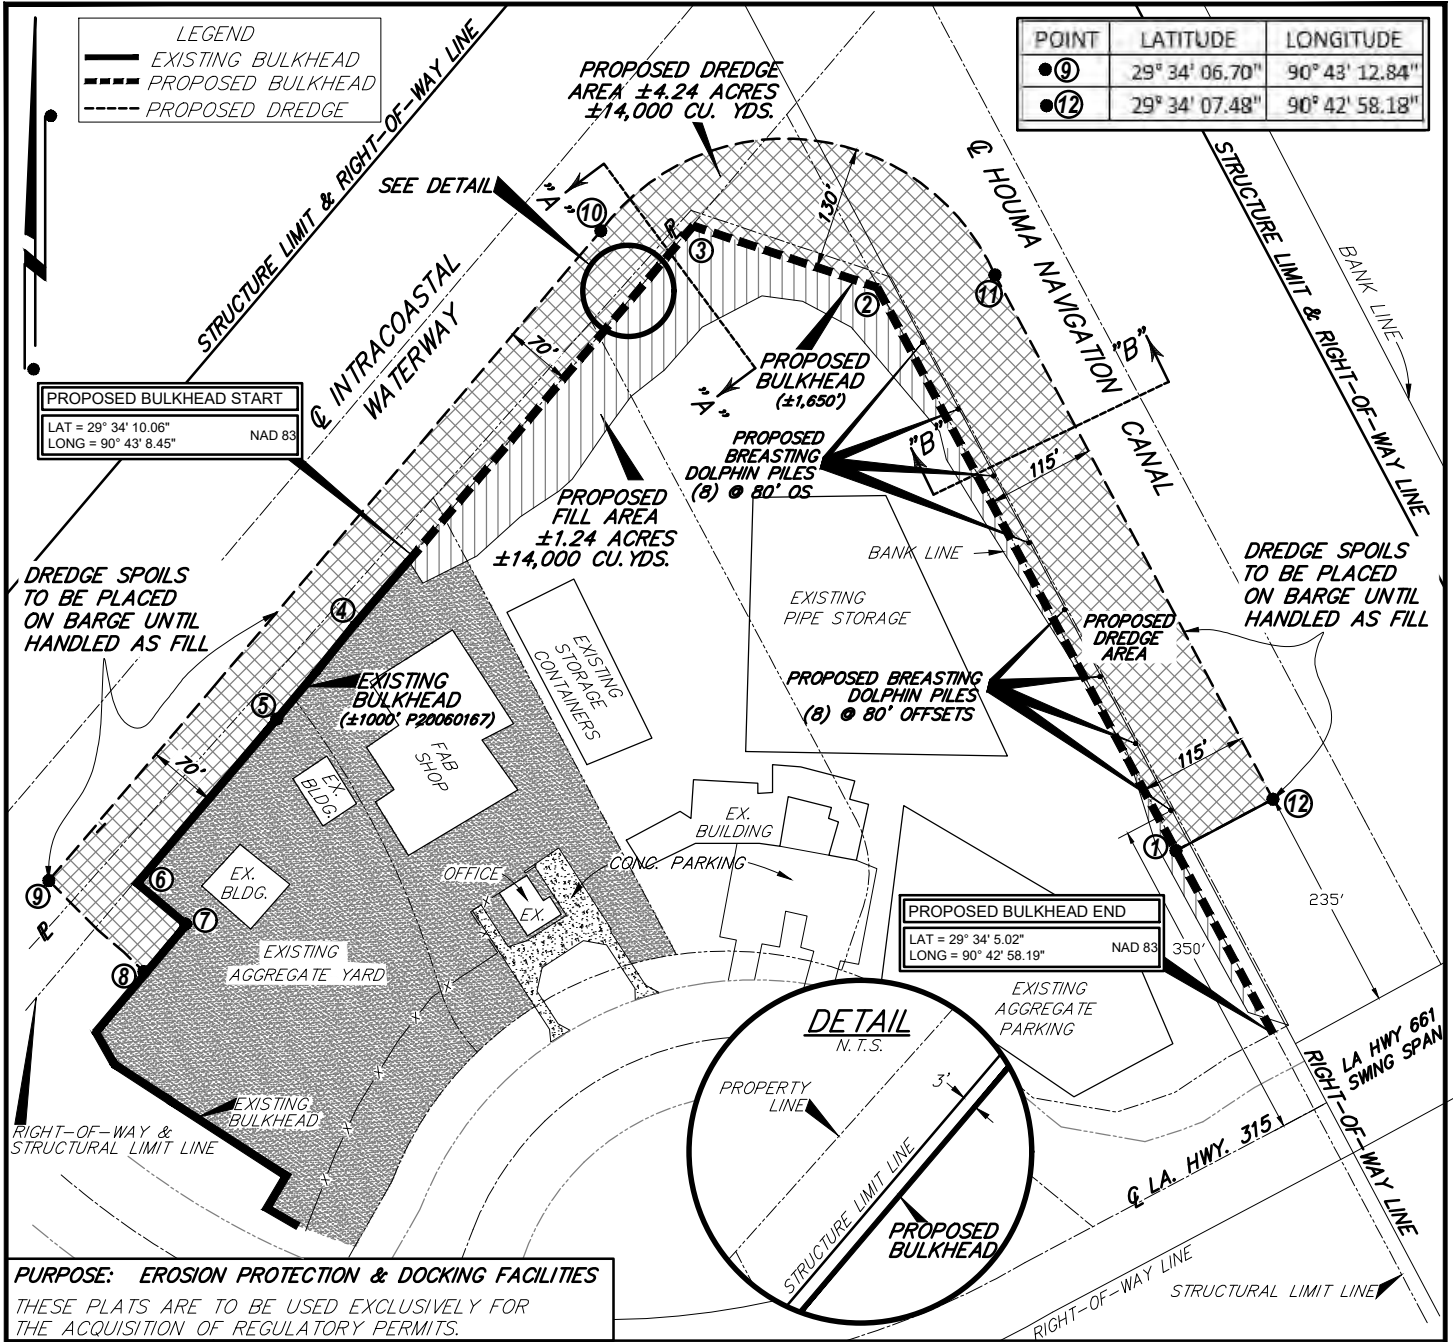 LEGEND
EXISTING BULKHEAD
PROPOSED BULKHEAD
PROPOSED DREDGE
POINT LATITUDE LONGITUDE
⑨ 29° 34' 06.70" 90° 43' 12.84"
⑫ 29° 34' 07.48" 90° 42' 58.18"
STRUCTURE LIMIT & RIGHT-OF-WAY LINE
PROPOSED DREDGE
AREA ±4.24 ACRES
±14,000 CU. YDS.
SEE DETAIL
"A"
⑩
130'
℄ HOUMA NAVIGATION
CANAL
STRUCTURE LIMIT & RIGHT-OF-WAY LINE
BANK LINE
③
②
⑪
℄ INTRACOASTAL
WATERWAY
70'
PROPOSED
BULKHEAD
(±1,650')
"A"
"B"
"B"
115'
PROPOSED BULKHEAD START
LAT = 29° 34' 10.06"
LONG = 90° 43' 8.45" NAD 83
PROPOSED
BREASTING
DOLPHIN PILES
(8) @ 80' OS
PROPOSED
FILL AREA
±1.24 ACRES
±14,000 CU.YDS.
BANK LINE
DREDGE SPOILS
TO BE PLACED
ON BARGE UNTIL
HANDLED AS FILL
DREDGE SPOILS
TO BE PLACED
ON BARGE UNTIL
HANDLED AS FILL
④
EXISTING
PIPE STORAGE
EXISTING
STORAGE
CONTAINERS
PROPOSED
DREDGE
AREA
EXISTING
BULKHEAD
(±1000' P20060167)
⑤
PROPOSED BREASTING
DOLPHIN PILES
(8) @ 80' OFFSETS
70'
FAB
SHOP
EX.
BLDG.
115'
⑫
EX.
BUILDING
①
⑥
⑨
EX.
BLDG.
OFFICE
CONC. PARKING
EX.
⑦
235'
PROPOSED BULKHEAD END
LAT = 29° 34' 5.02"
LONG = 90° 42' 58.19" NAD 83
350'
EXISTING
AGGREGATE YARD
⑧
EXISTING
AGGREGATE
PARKING
DETAIL
N.T.S.
PROPERTY
LINE
3'
STRUCTURE LIMIT LINE
PROPOSED
BULKHEAD
LA HWY 661
SWING SPAN
RIGHT-OF-WAY LINE
EXISTING
BULKHEAD
RIGHT-OF-WAY &
STRUCTURAL LIMIT LINE
℄ LA. HWY. 315
RIGHT-OF-WAY LINE
STRUCTURAL LIMIT LINE
PURPOSE: EROSION PROTECTION & DOCKING FACILITIES
THESE PLATS ARE TO BE USED EXCLUSIVELY FOR
THE ACQUISITION OF REGULATORY PERMITS.